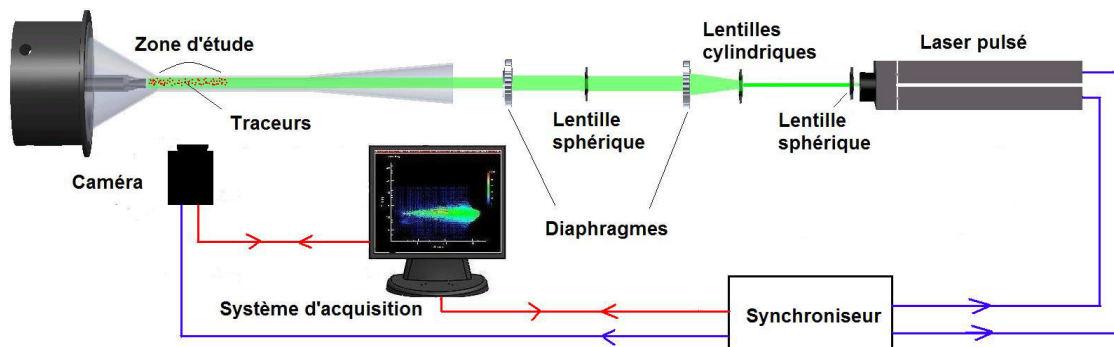 Zone d'étude
Traceurs
Lentilles
cylindriques
Laser pulsé
Lentille
sphérique
Lentille
sphérique
Caméra
Diaphragmes
Système d'acquisition
Synchroniseur